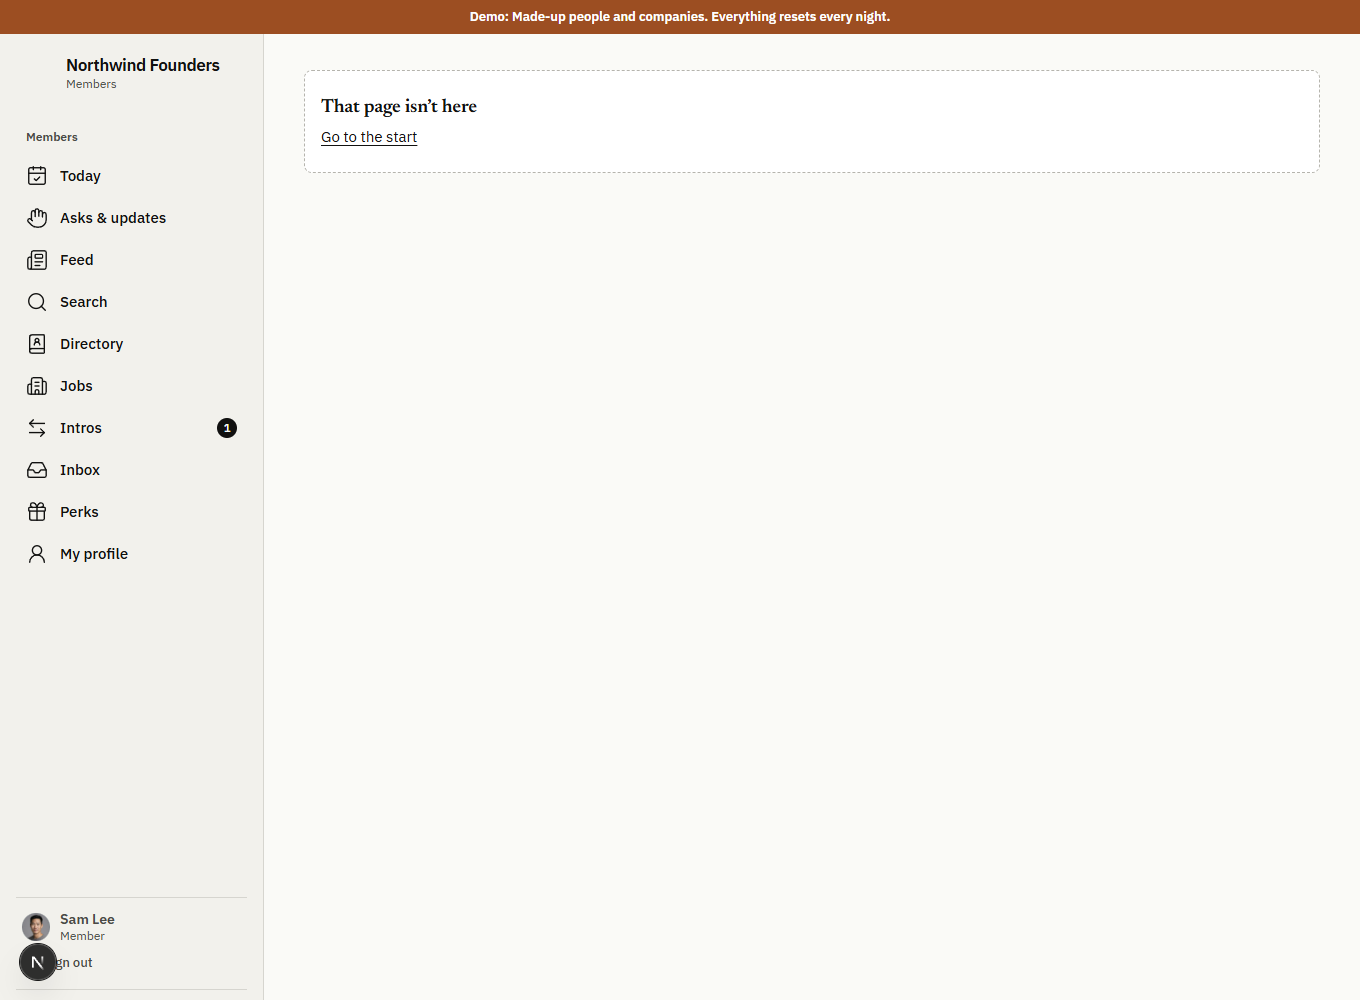 Demo: Made-up people and companies. Everything resets every night.
Northwind Founders
Members
Members
Today
Asks & updates
Feed
Search
Directory
Jobs
Intros
1
Inbox
Perks
My profile
That page isn’t here
Go to the start
Sam Lee
Member
N
gn out